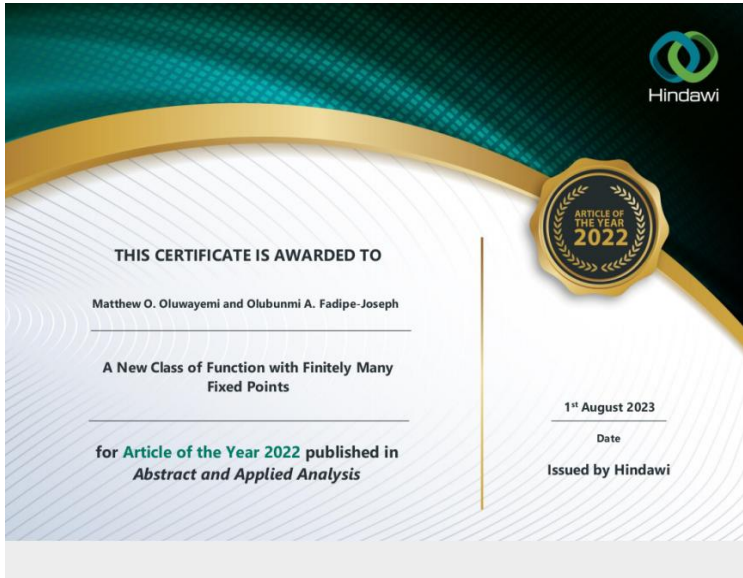 Hindawi
ARTICLE OF
THE YEAR
2022
THIS CERTIFICATE IS AWARDED TO
Matthew O. Oluwayemi and Olubunmi A. Fadipe-Joseph
A New Class of Function with Finitely Many
Fixed Points
for Article of the Year 2022 published in
Abstract and Applied Analysis
1st August 2023
Date
Issued by Hindawi